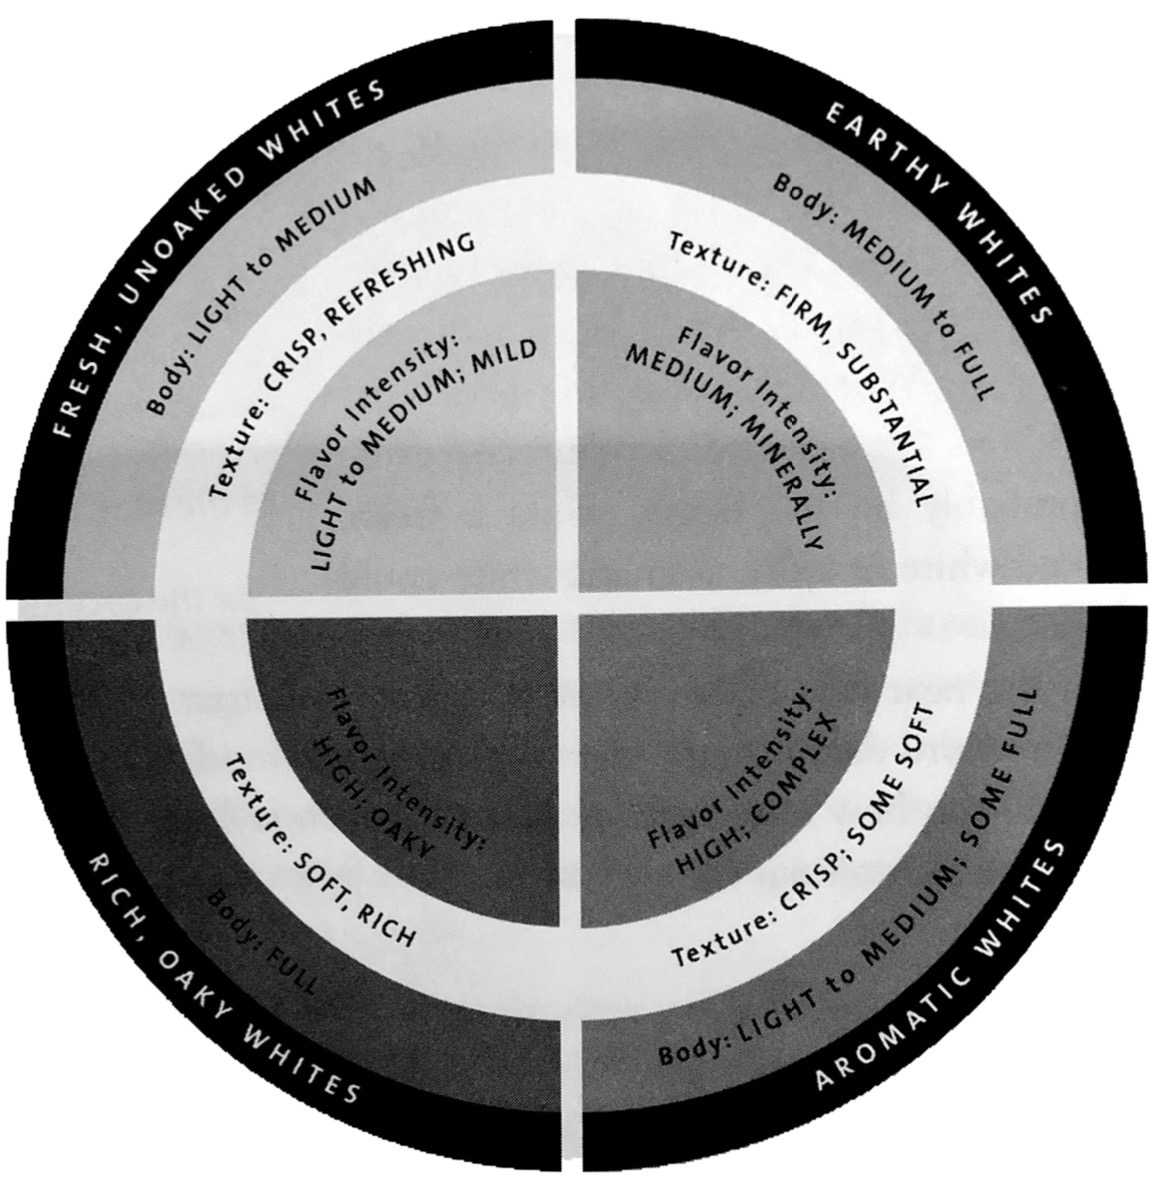 FRESH, UNOAKED WHITES
Body: LIGHT to MEDIUM
Texture: CRISP, REFRESHING
Flavor Intensity:
LIGHT to MEDIUM; MILD
EARTHY WHITES
Body: MEDIUM to FULL
Texture: FIRM, SUBSTANTIAL
Flavor Intensity:
MEDIUM; MINERALLY
RICH, OAKY WHITES
Body: FULL
Texture: SOFT, RICH
Flavor Intensity:
HIGH; OAKY
AROMATIC WHITES
Body: LIGHT to MEDIUM; SOME FULL
Texture: CRISP; SOME SOFT
Flavor Intensity:
HIGH; COMPLEX